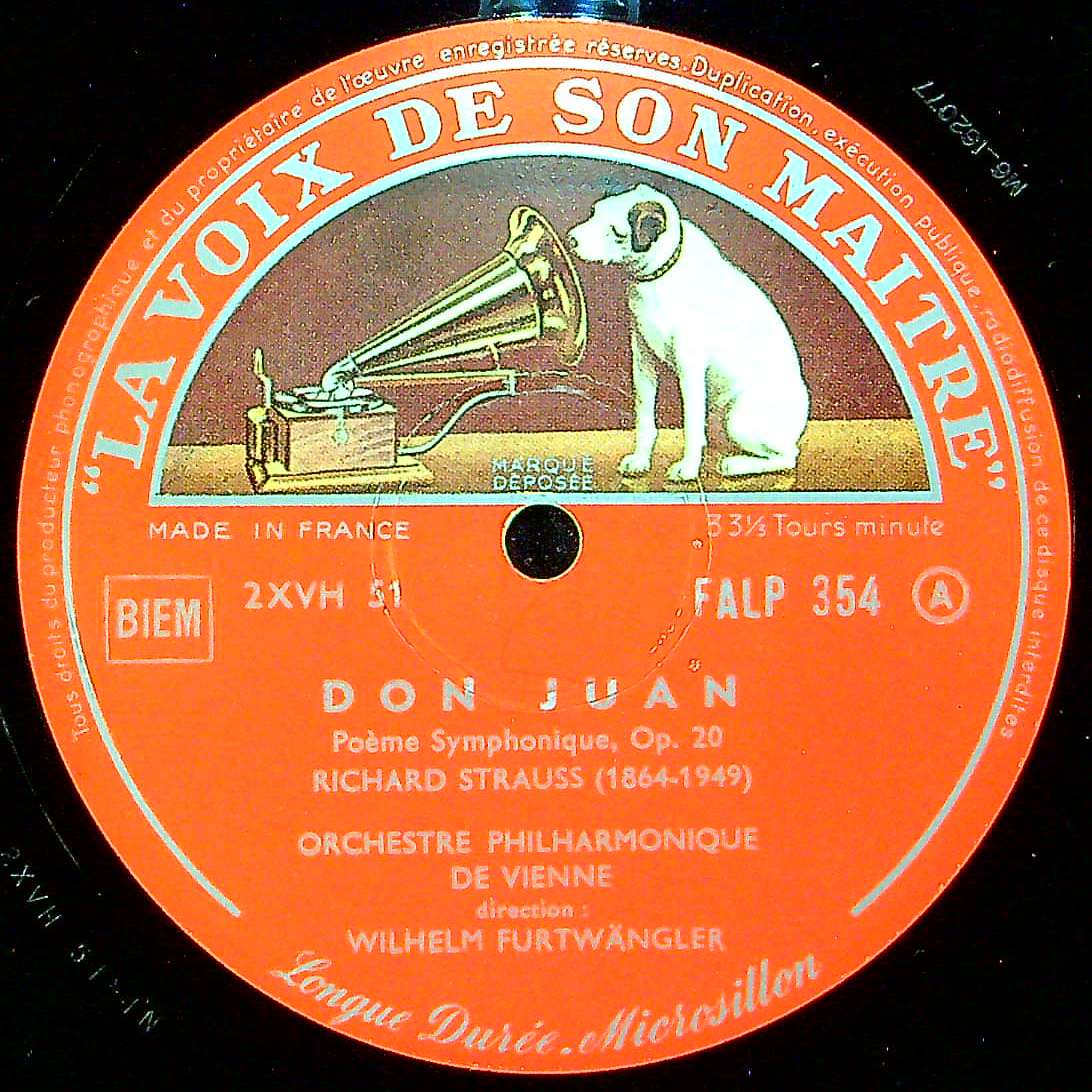 Tous droits du producteur phonographique et du propriétaire de l'œuvre enregistrée réservés. Duplication, exécution publique, radiodiffusion de ce disque interdites
"LA VOIX DE SON MAITRE"
MARQUE
DÉPOSÉE
MADE IN FRANCE
33⅓ Tours minute
BIEM
2XVH 51
FALP 354
A
DON JUAN
Poème Symphonique, Op. 20
RICHARD STRAUSS (1864-1949)
ORCHESTRE PHILHARMONIQUE
DE VIENNE
direction :
WILHELM FURTWÄNGLER
Longue Durée.Microsillon
M6-152077